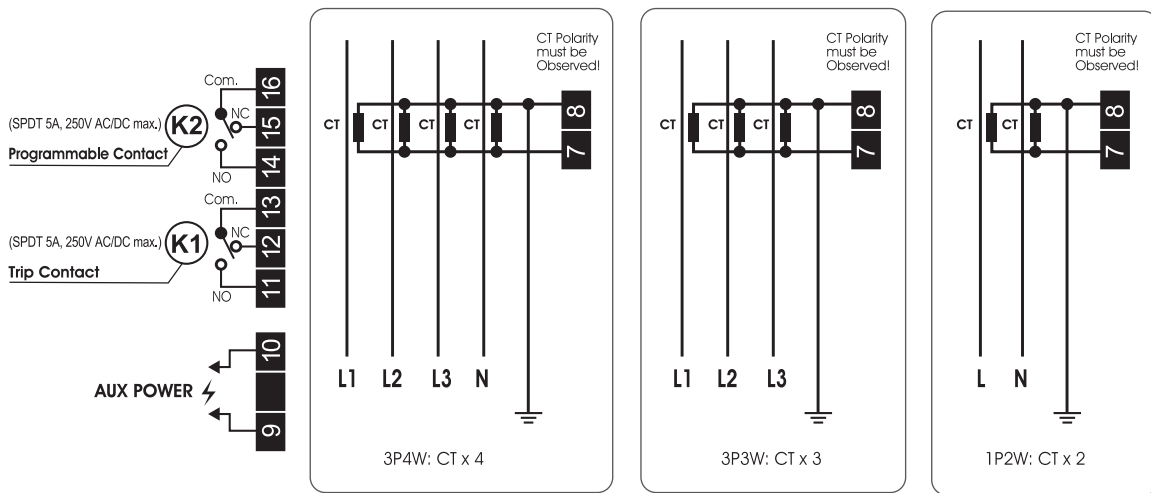 (SPDT 5A, 250V AC/DC max.)
K2
Programmable Contact
Com.
NC
NO
16
15
14
(SPDT 5A, 250V AC/DC max.)
K1
Trip Contact
Com.
NC
NO
13
12
11
AUX POWER
10
9
CT Polarity
must be
Observed!
CT CT CT CT
8
7
L1 L2 L3 N
3P4W: CT x 4
CT Polarity
must be
Observed!
CT CT CT
8
7
L1 L2 L3
3P3W: CT x 3
CT Polarity
must be
Observed!
CT CT
8
7
L N
1P2W: CT x 2